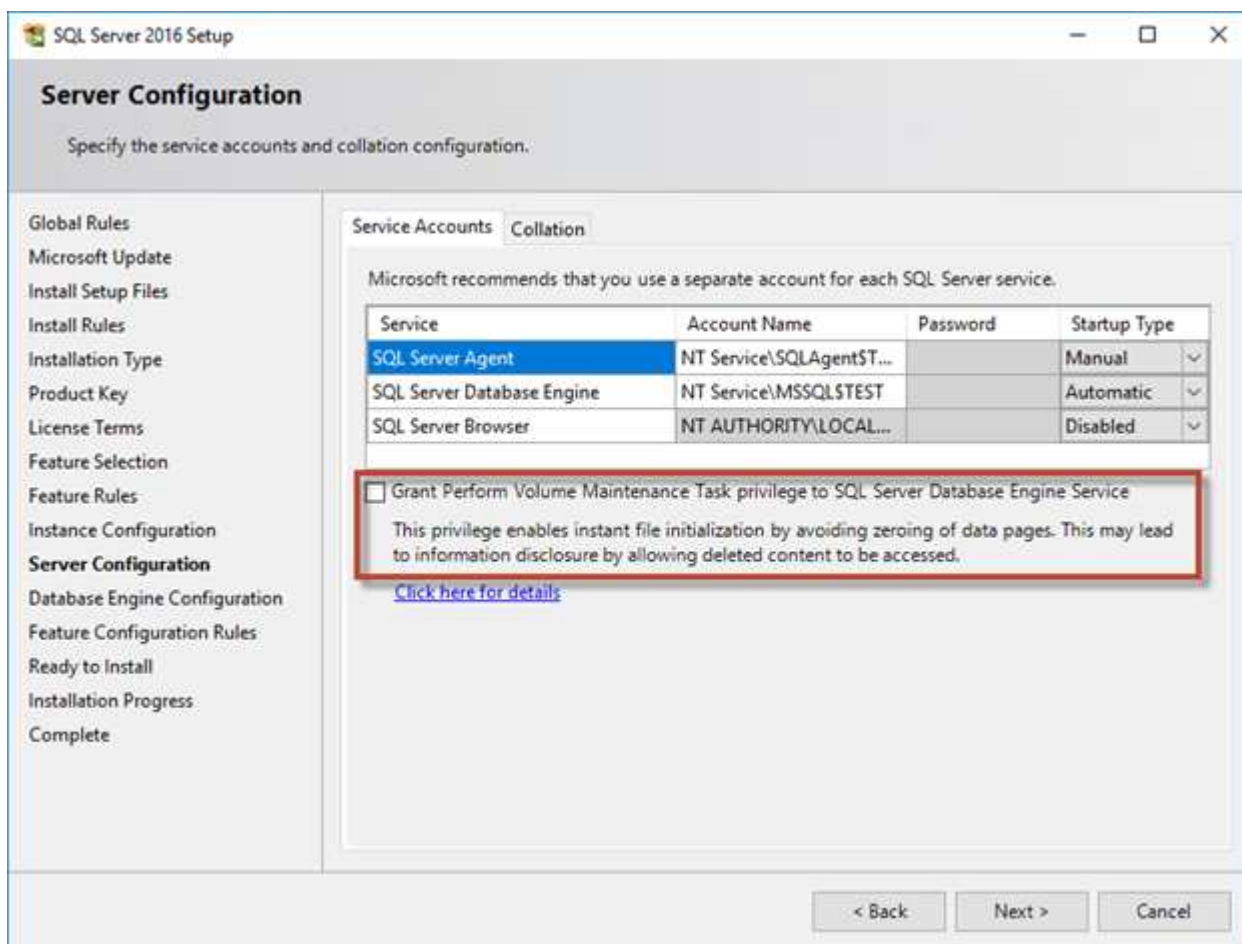 SQL Server 2016 Setup
Server Configuration
Specify the service accounts and collation configuration.
Global Rules
Microsoft Update
Install Setup Files
Install Rules
Installation Type
Product Key
License Terms
Feature Selection
Feature Rules
Instance Configuration
Server Configuration
Database Engine Configuration
Feature Configuration Rules
Ready to Install
Installation Progress
Complete
Service Accounts Collation
Microsoft recommends that you use a separate account for each SQL Server service.
Service Account Name Password Startup Type
SQL Server Agent NT Service\SQLAgent$T... Manual
SQL Server Database Engine NT Service\MSSQL$TEST Automatic
SQL Server Browser NT AUTHORITY\LOCAL... Disabled
Grant Perform Volume Maintenance Task privilege to SQL Server Database Engine Service
This privilege enables instant file initialization by avoiding zeroing of data pages. This may lead
to information disclosure by allowing deleted content to be accessed.
Click here for details
< Back Next > Cancel